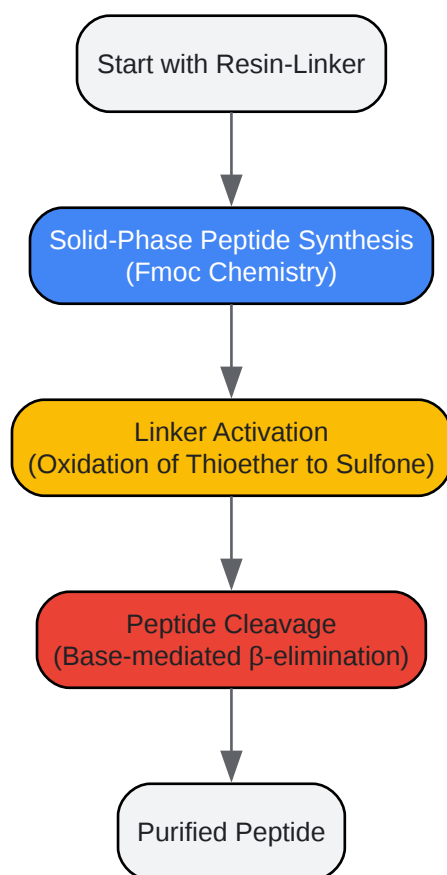 Start with Resin-Linker
Solid-Phase Peptide Synthesis
(Fmoc Chemistry)
Linker Activation
(Oxidation of Thioether to Sulfone)
Peptide Cleavage
(Base-mediated β-elimination)
Purified Peptide